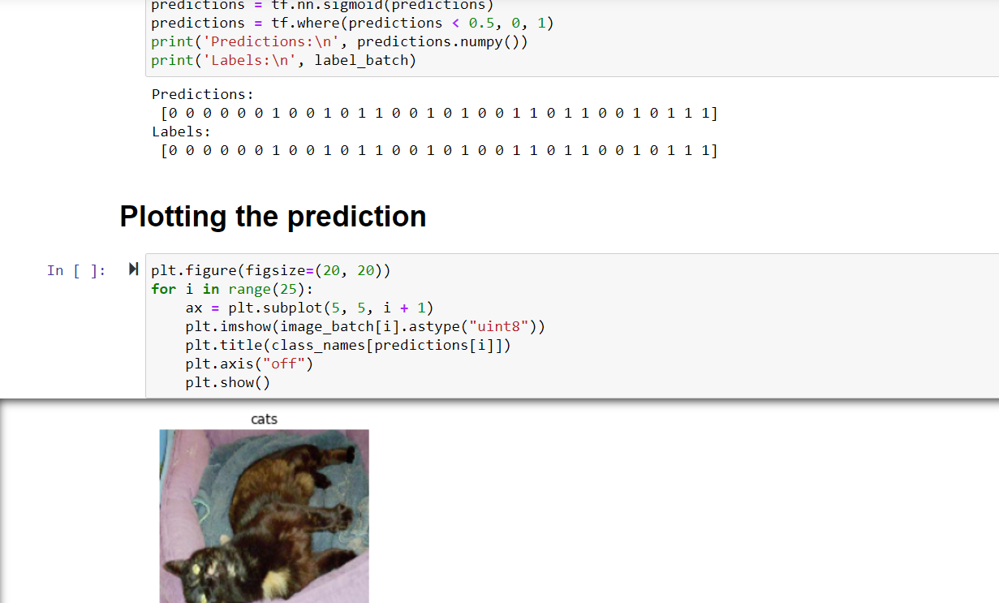 predictions = tf.nn.sigmoid(predictions)
predictions = tf.where(predictions < 0.5, 0, 1)
print('Predictions:\n', predictions.numpy())
print('Labels:\n', label_batch)
Predictions:
[0 0 0 0 0 0 1 0 0 1 0 1 1 0 0 1 0 1 0 0 1 1 0 1 1 0 0 1 0 1 1 1]
Labels:
[0 0 0 0 0 0 1 0 0 1 0 1 1 0 0 1 0 1 0 0 1 1 0 1 1 0 0 1 0 1 1 1]
Plotting the prediction
In [ ]:
plt.figure(figsize=(20, 20))
for i in range(25):
    ax = plt.subplot(5, 5, i + 1)
    plt.imshow(image_batch[i].astype("uint8"))
    plt.title(class_names[predictions[i]])
    plt.axis("off")
    plt.show()
cats